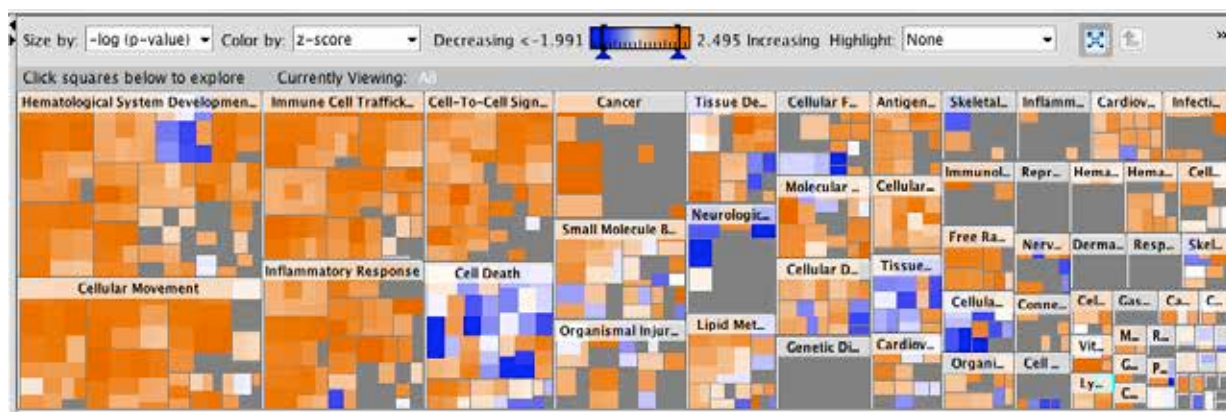 Size by: -log (p-value) Color by: z-score Decreasing <-1.991 2.495 Increasing Highlight: None »
Click squares below to explore Currently Viewing: All
Hematological System Developmen... Immune Cell Traffick... Cell-To-Cell Sign... Cancer Tissue De... Cellular F... Antigen... Skeletal... Inflamm... Cardiov... Infecti...
Immunol... Repr... Hema... Hema... Cell...
Molecular ... Cellular...
Neurologic...
Small Molecule B...
Free Ra... Nerv... Derma... Resp... Skel...
Inflammatory Response Cell Death Cellular D... Tissue...
Cellular Movement
Cellula... Conne... Cel... Gas... Ca... C...
Organismal Injur... Lipid Met... Genetic Di... Cardiov...
Vit... M... R...
Organi... Cell ... G... P...
Ly... C...